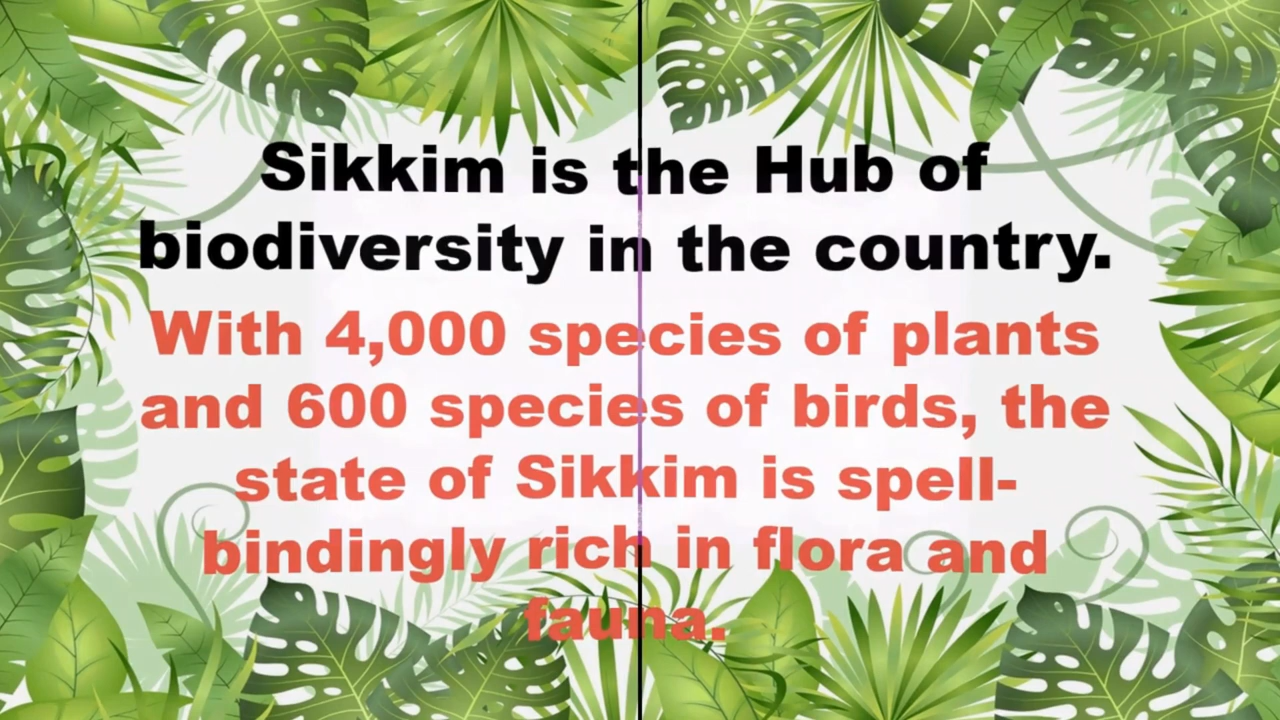 Sikkim is the Hub of
biodiversity in the country.
With 4,000 species of plants
and 600 species of birds, the
state of Sikkim is spell-
bindingly rich in flora and
fauna.